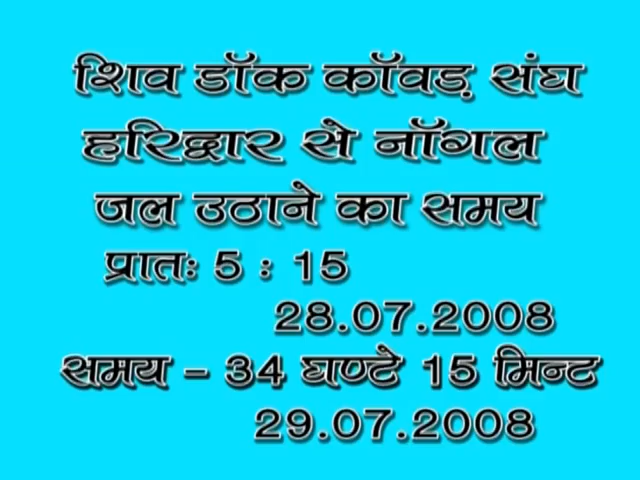 शिव डॉक कॉवड़ संघ
हरिद्वार से नॉगल
जल उठाने का समय
प्रातः 5 : 15
28.07.2008
समय – 34 घण्टे 15 मिन्ट
29.07.2008